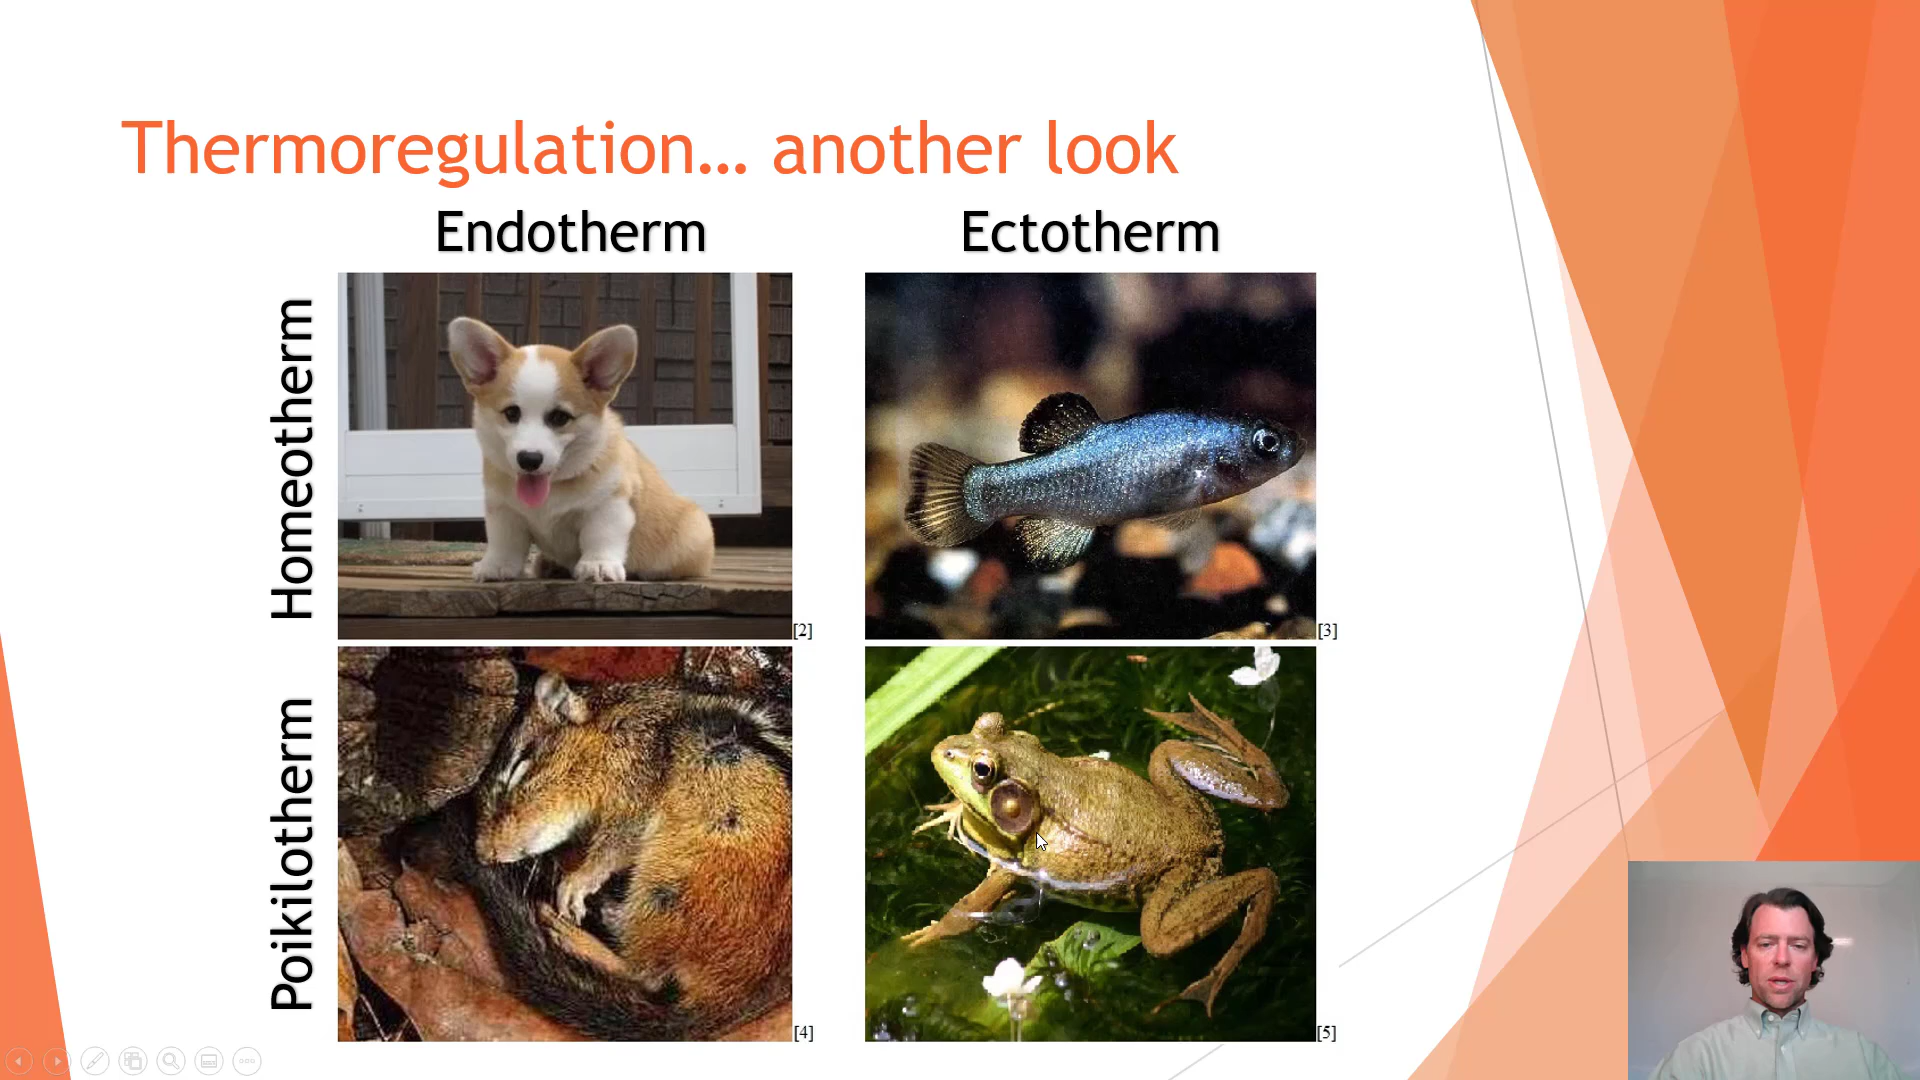 Thermoregulation... another look
Endotherm
Ectotherm
Homeotherm
[2]
[3]
Poikilotherm
[4]
[5]